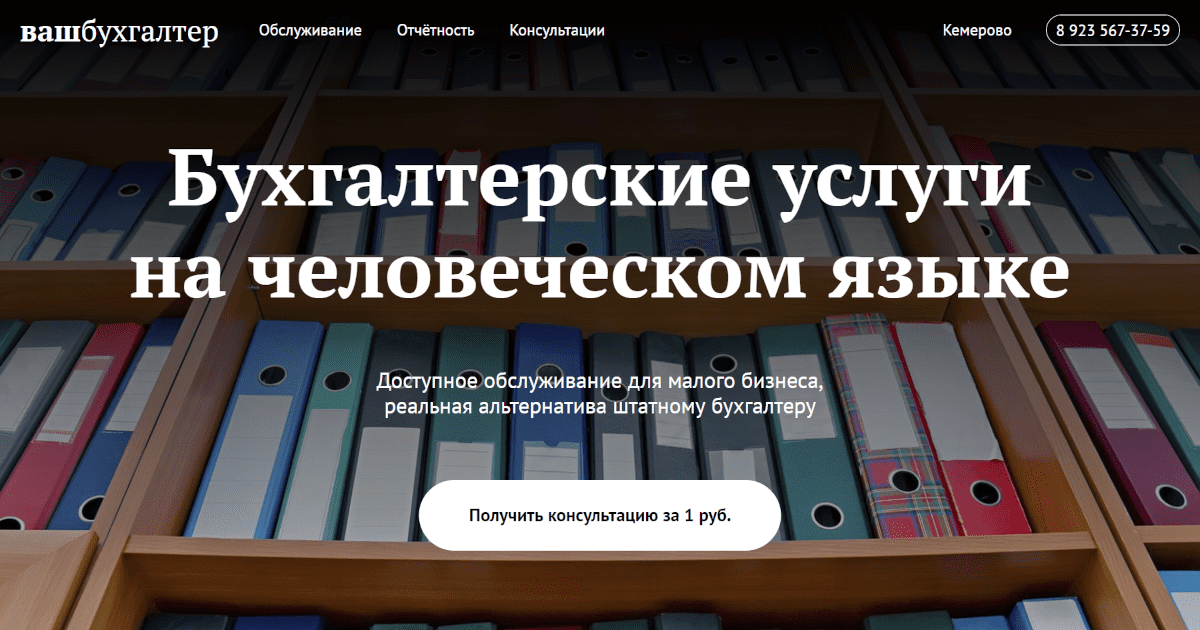 вашбухгалтер Обслуживание Отчётность Консультации Кемерово 8 923 567-37-59
Бухгалтерские услуги
на человеческом языке
Доступное обслуживание для малого бизнеса,
реальная альтернатива штатному бухгалтеру
Получить консультацию за 1 руб.